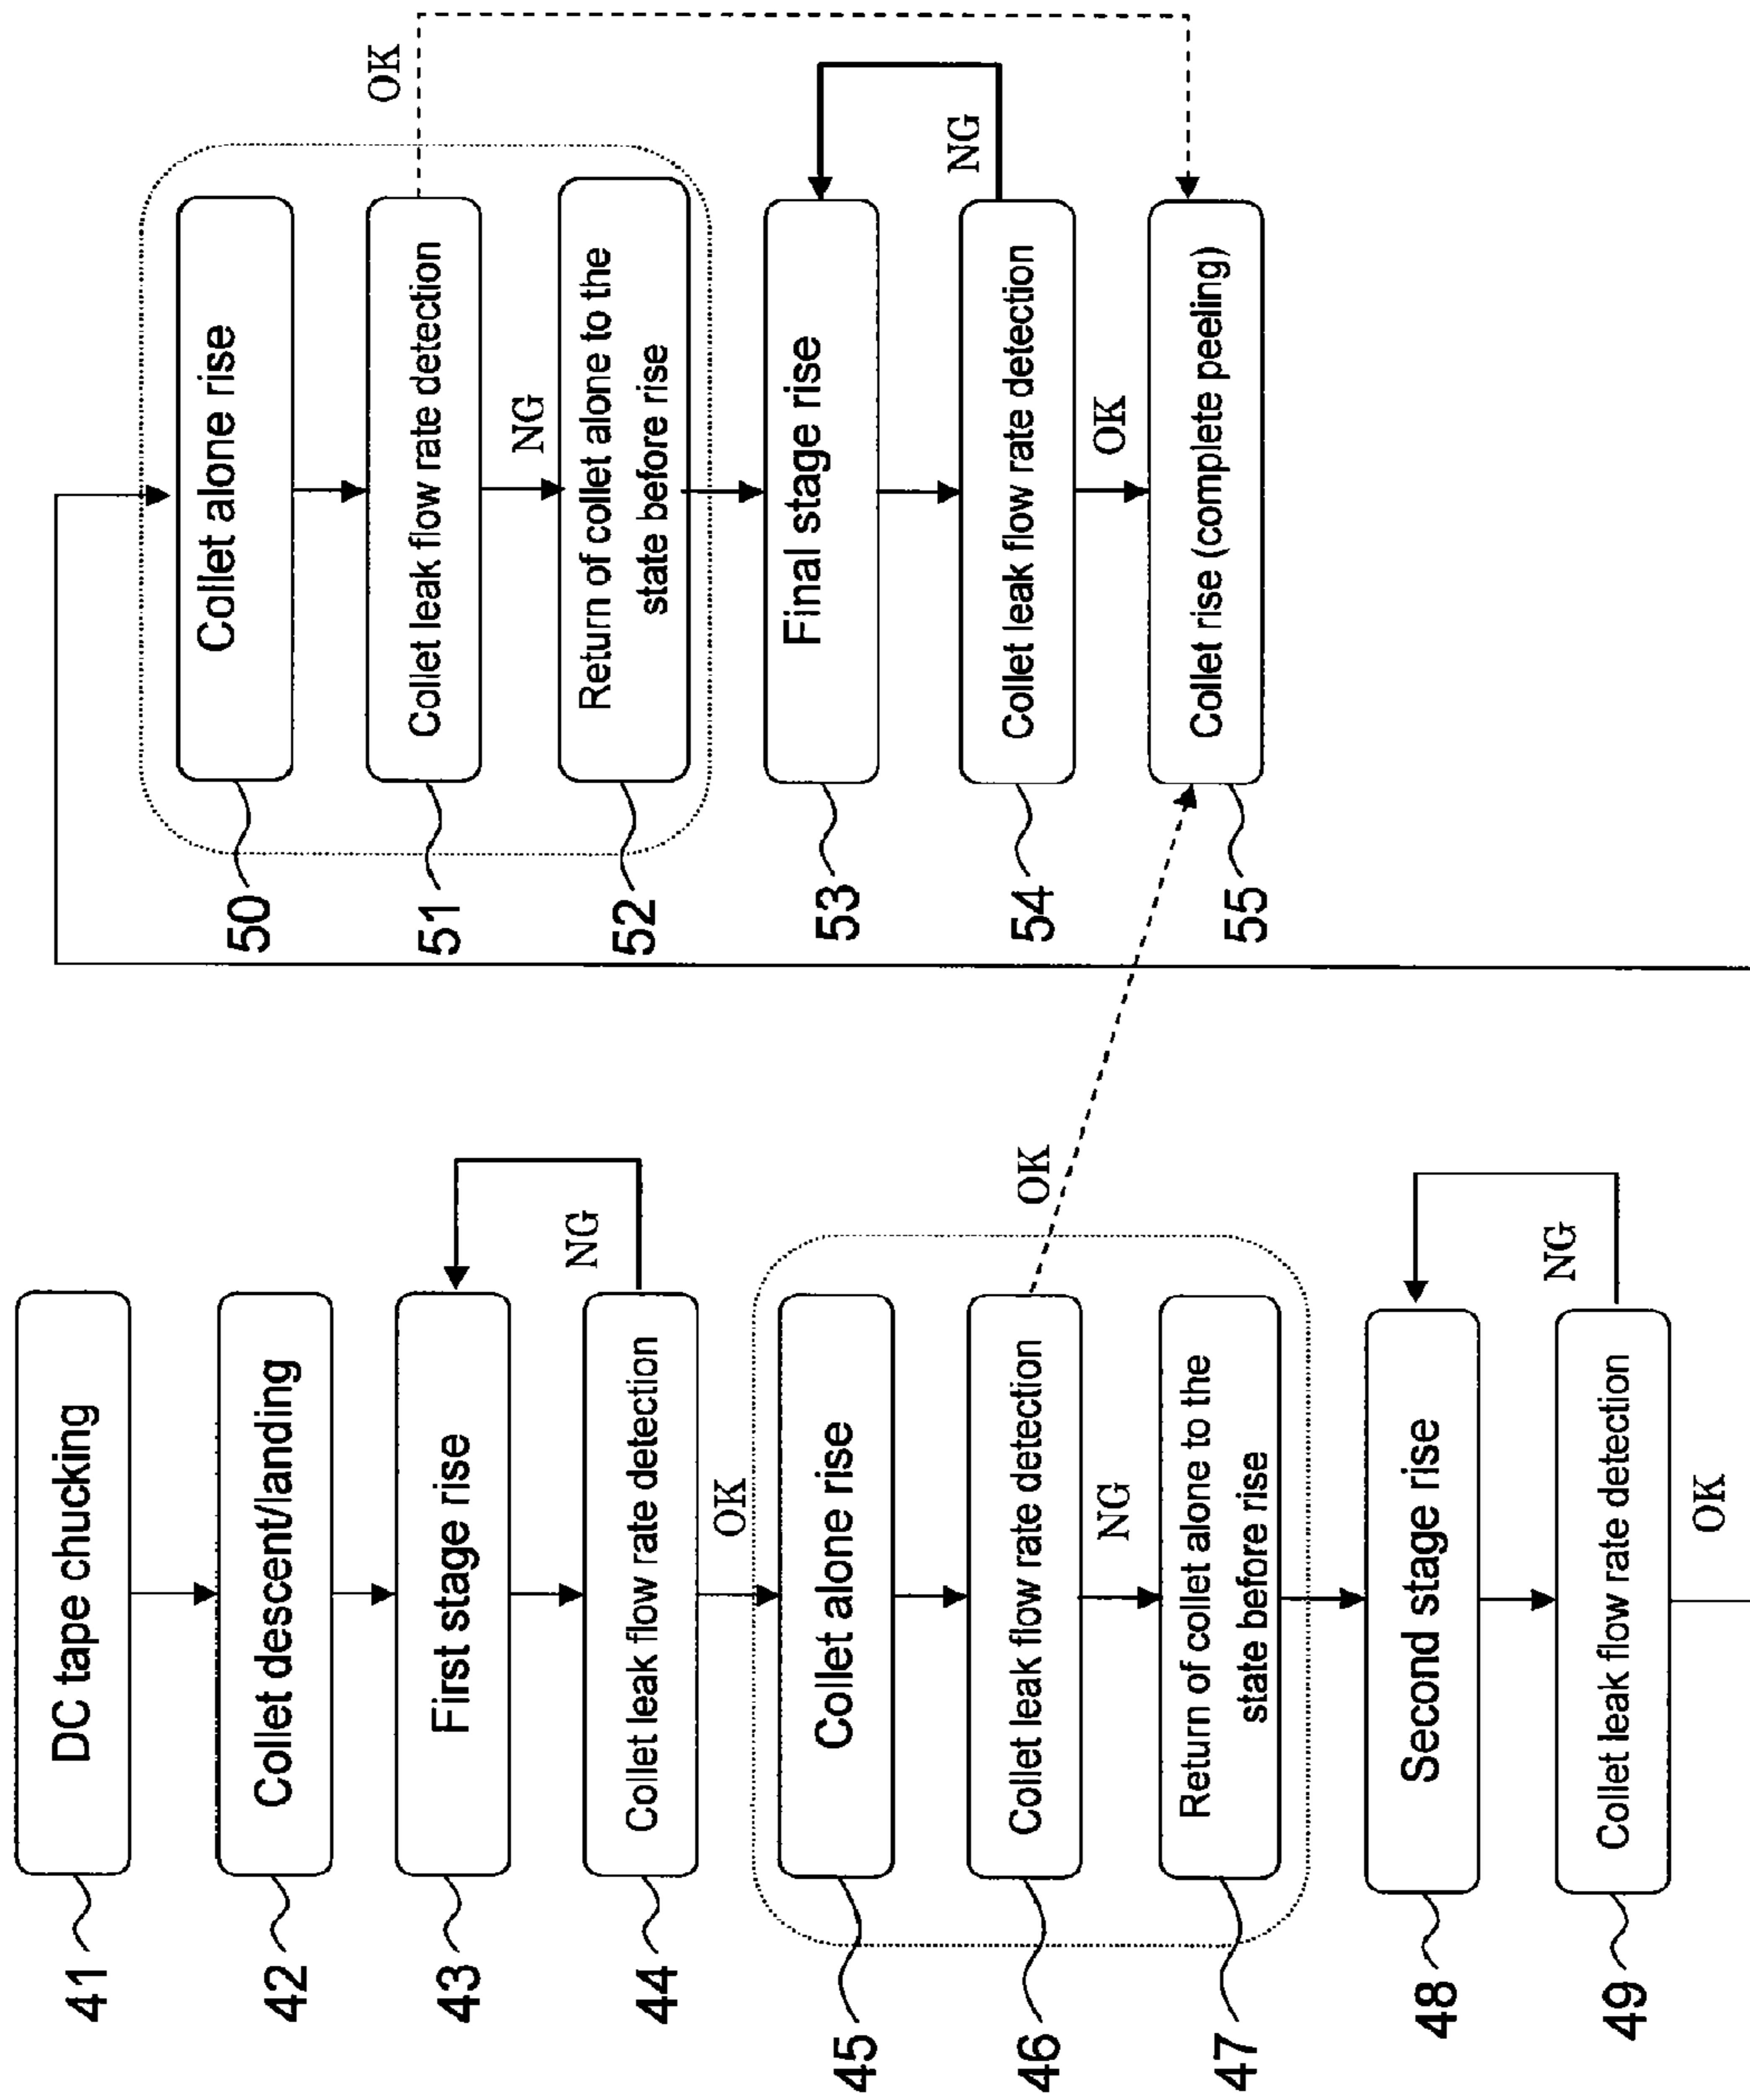 41
DC tape chucking
42
Collet descent/landing
43
First stage rise
NG
44
Collet leak flow rate detection
OK
45
Collet alone rise
46
Collet leak flow rate detection
OK
NG
47
Return of collet alone to the
state before rise
48
Second stage rise
NG
49
Collet leak flow rate detection
OK
50
Collet alone rise
51
Collet leak flow rate detection
OK
NG
52
Return of collet alone to the
state before rise
53
Final stage rise
NG
54
Collet leak flow rate detection
OK
55
Collet rise (complete peeling)